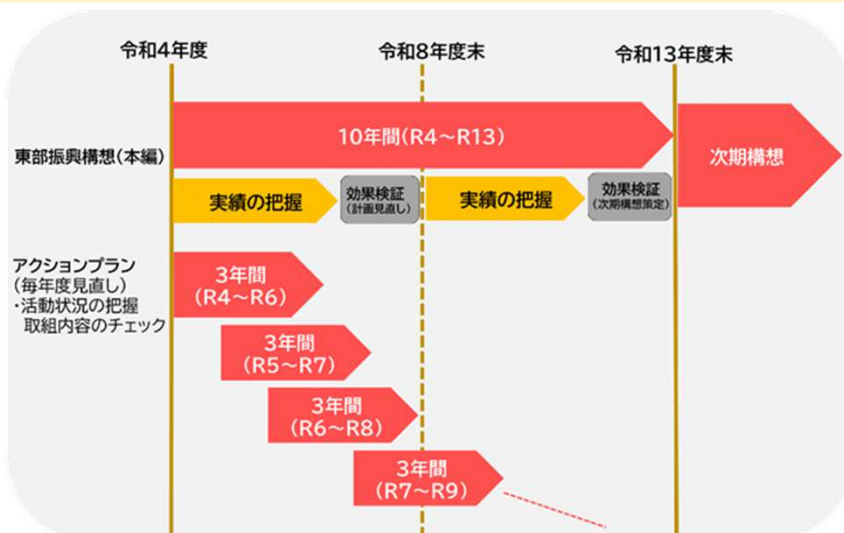 令和4年度
令和8年度末
令和13年度末
東部振興構想(本編)
10年間(R4～R13)
次期構想
実績の把握
効果検証
(計画見直し)
実績の把握
効果検証
(次期構想策定)
アクションプラン
(毎年度見直し)
・活動状況の把握
取組内容のチェック
3年間
(R4～R6)
3年間
(R5～R7)
3年間
(R6～R8)
3年間
(R7～R9)